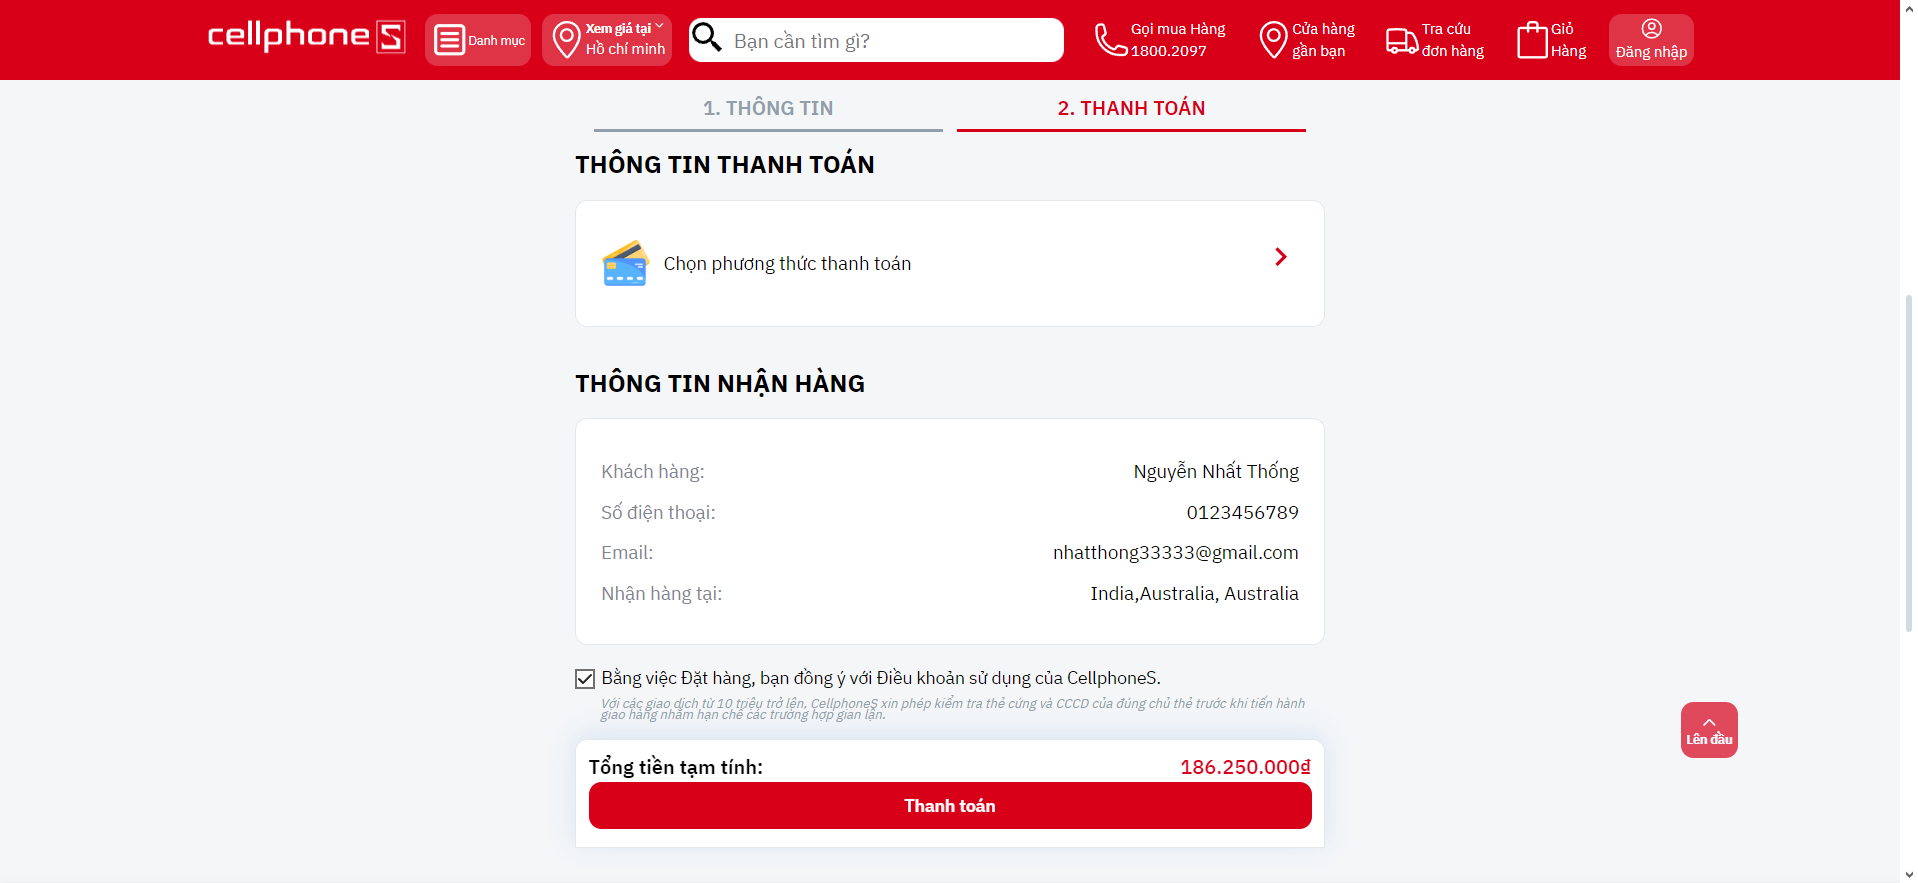 cellphoneS
Danh mục
Xem giá tại
Hồ chí minh
Bạn cần tìm gì?
Gọi mua Hàng
1800.2097
Cửa hàng
gần bạn
Tra cứu
đơn hàng
Giỏ
Hàng
Đăng nhập
1. THÔNG TIN
2. THANH TOÁN
THÔNG TIN THANH TOÁN
Chọn phương thức thanh toán
THÔNG TIN NHẬN HÀNG
Khách hàng: Nguyễn Nhất Thống
Số điện thoại: 0123456789
Email: nhatthong33333@gmail.com
Nhận hàng tại: India,Australia, Australia
Bằng việc Đặt hàng, bạn đồng ý với Điều khoản sử dụng của CellphoneS.
Với các giao dịch từ 10 triệu trở lên, CellphoneS xin phép kiểm tra thẻ cứng và CCCD của đúng chủ thẻ trước khi tiến hành
giao hàng nhằm hạn chế các trường hợp gian lận.
Lên đầu
Tổng tiền tạm tính: 186.250.000₫
Thanh toán